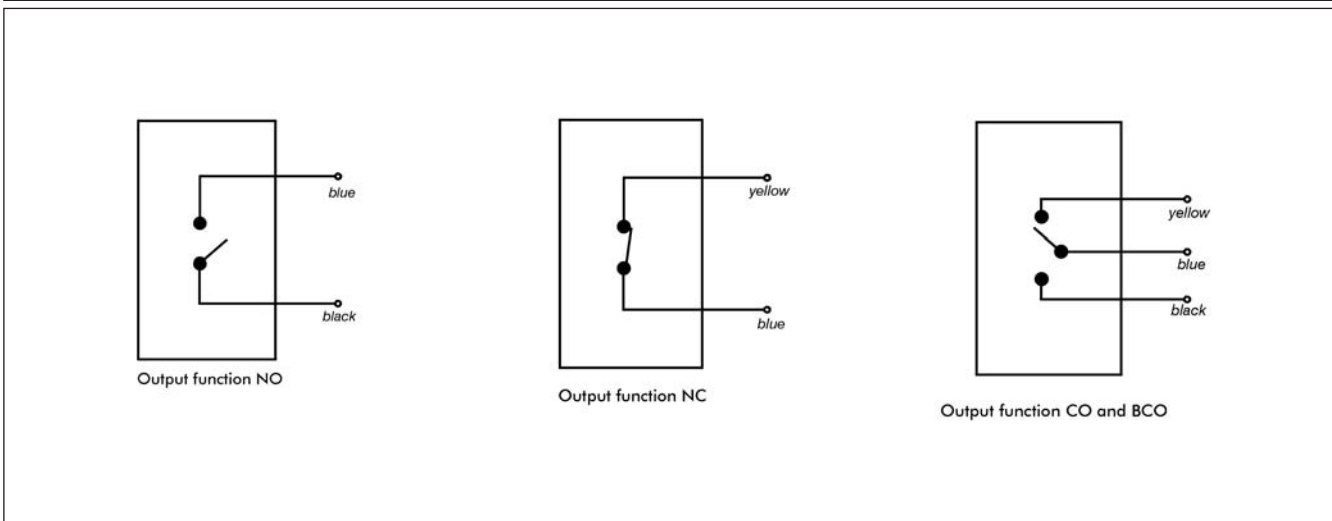 blue
black
Output function NO
yellow
blue
Output function NC
yellow
blue
black
Output function CO and BCO